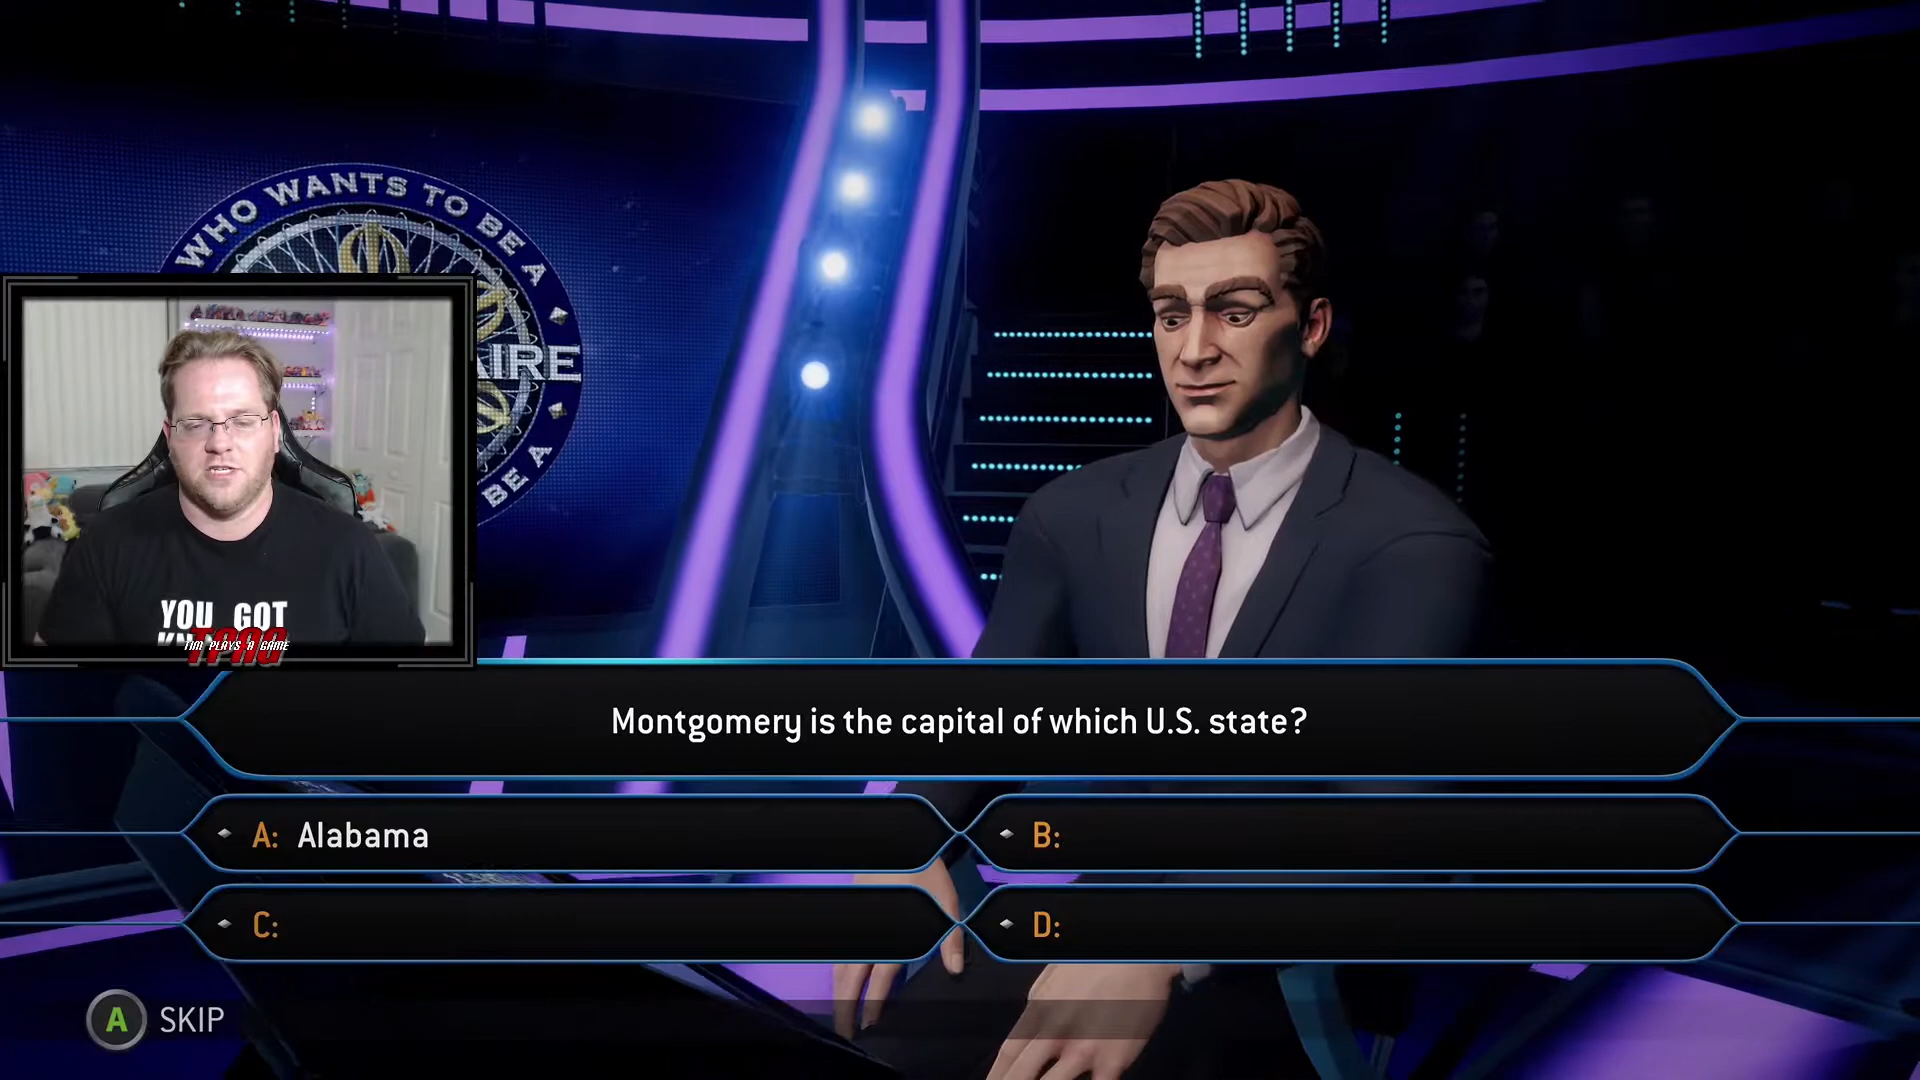 WHO WANTS TO BE A
AIRE
BE A
YOU GOT
TPAG
TIM PLAYS A GAME
Montgomery is the capital of which U.S. state?
A: Alabama
B:
C:
D:
A SKIP